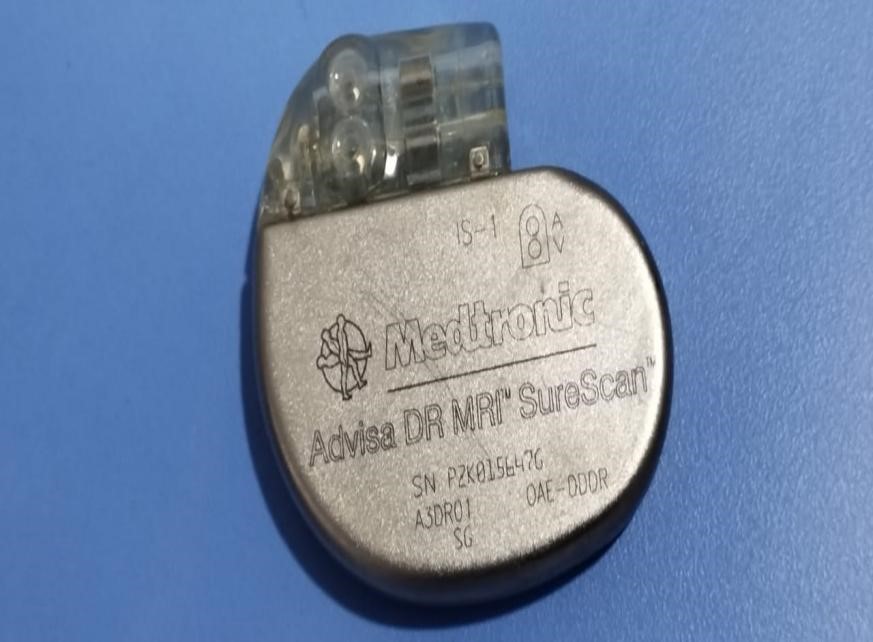 IS-1 A
V
Medtronic
Advisa DR MRI™ SureScan™
SN PZK015647G
A3DR01 OAE-DDDR
SG